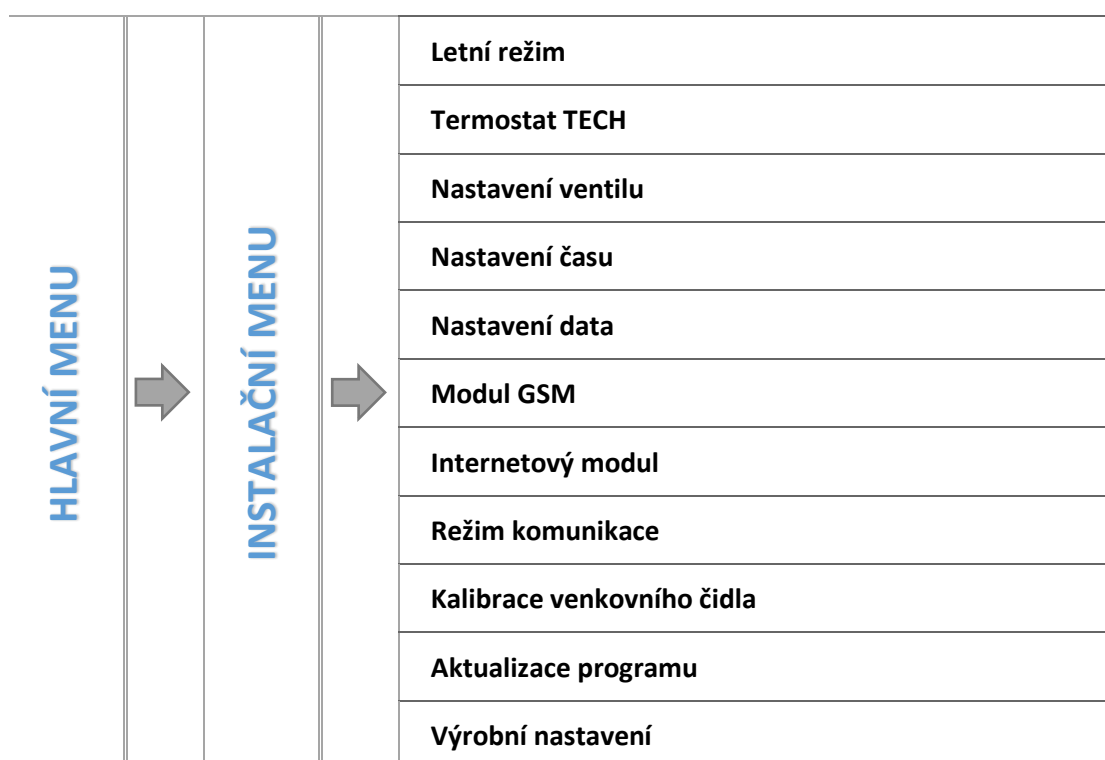 HLAVNÍ MENU
INSTALAČNÍ MENU
Letní režim
Termostat TECH
Nastavení ventilu
Nastavení času
Nastavení data
Modul GSM
Internetový modul
Režim komunikace
Kalibrace venkovního čidla
Aktualizace programu
Výrobní nastavení